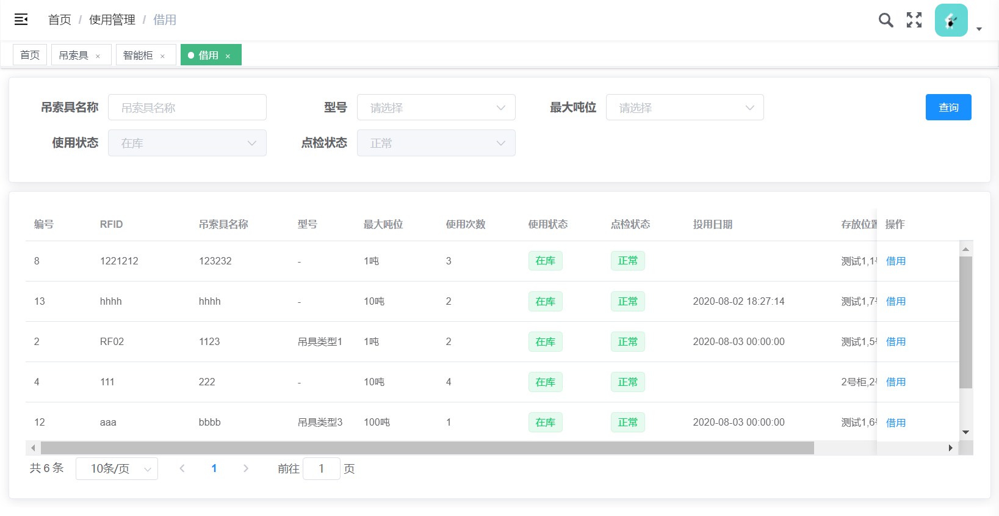 首页 / 使用管理 / 借用
首页 吊索具 × 智能柜 × 借用 ×
吊索具名称 吊索具名称 型号 请选择 最大吨位 请选择 查询
使用状态 在库 点检状态 正常
编号 RFID 吊索具名称 型号 最大吨位 使用次数 使用状态 点检状态 投用日期 存放位置 操作
8 1221212 123232 - 1吨 3 在库 正常 测试1,1 借用
13 hhhh hhhh - 10吨 2 在库 正常 2020-08-02 18:27:14 测试1,7 借用
2 RF02 1123 吊具类型1 1吨 2 在库 正常 2020-08-03 00:00:00 测试1,5 借用
4 111 222 - 10吨 4 在库 正常 2号柜,2 借用
12 aaa bbbb 吊具类型3 100吨 1 在库 正常 2020-08-03 00:00:00 测试1,6 借用
共 6 条 10条/页 1 前往 1 页